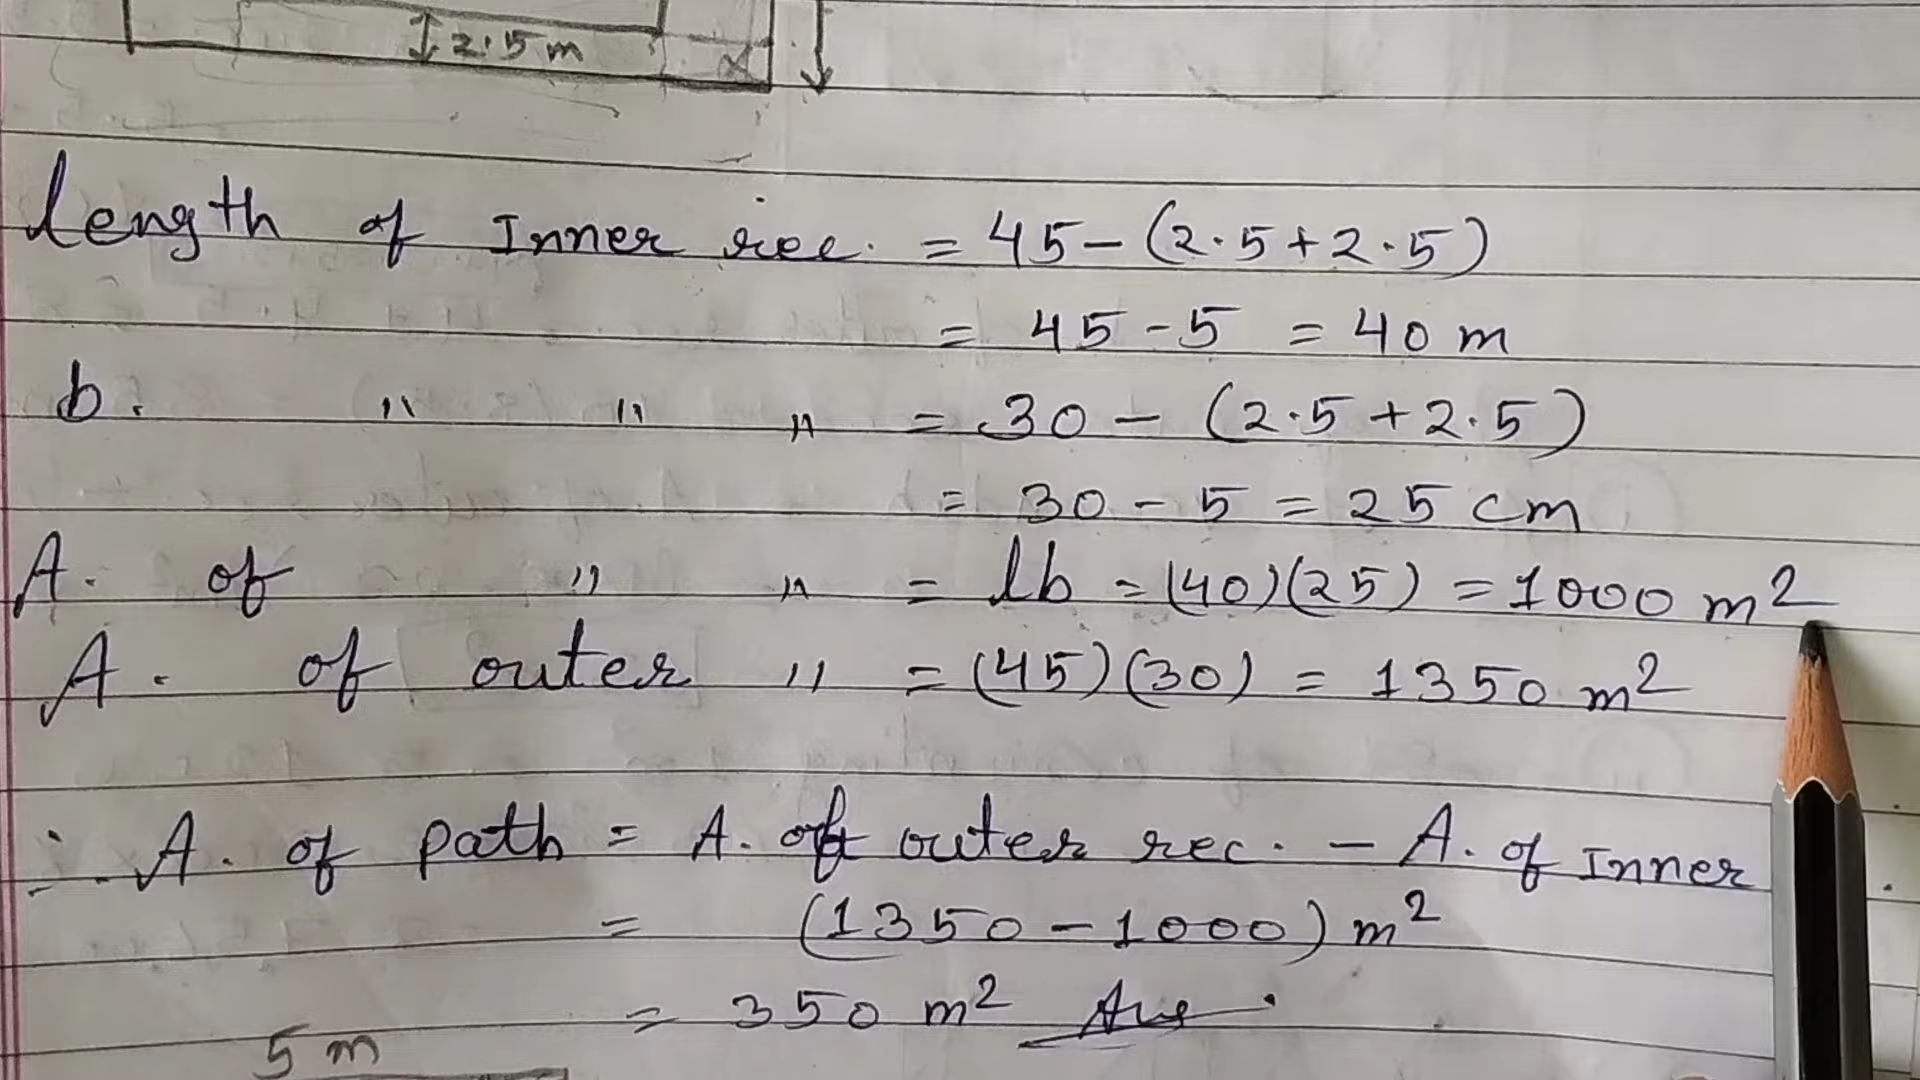 2.5 m
Length of Inner rec. = 45 - (2.5 + 2.5)
= 45 - 5 = 40 m
b. " " " = 30 - (2.5 + 2.5)
= 30 - 5 = 25 cm
A. of " " = lb = (40)(25) = 1000 m²
A. of outer " = (45)(30) = 1350 m²
∴ A. of path = A. of outer rec. - A. of Inner
= (1350 - 1000) m²
= 350 m² Ans.
5 m